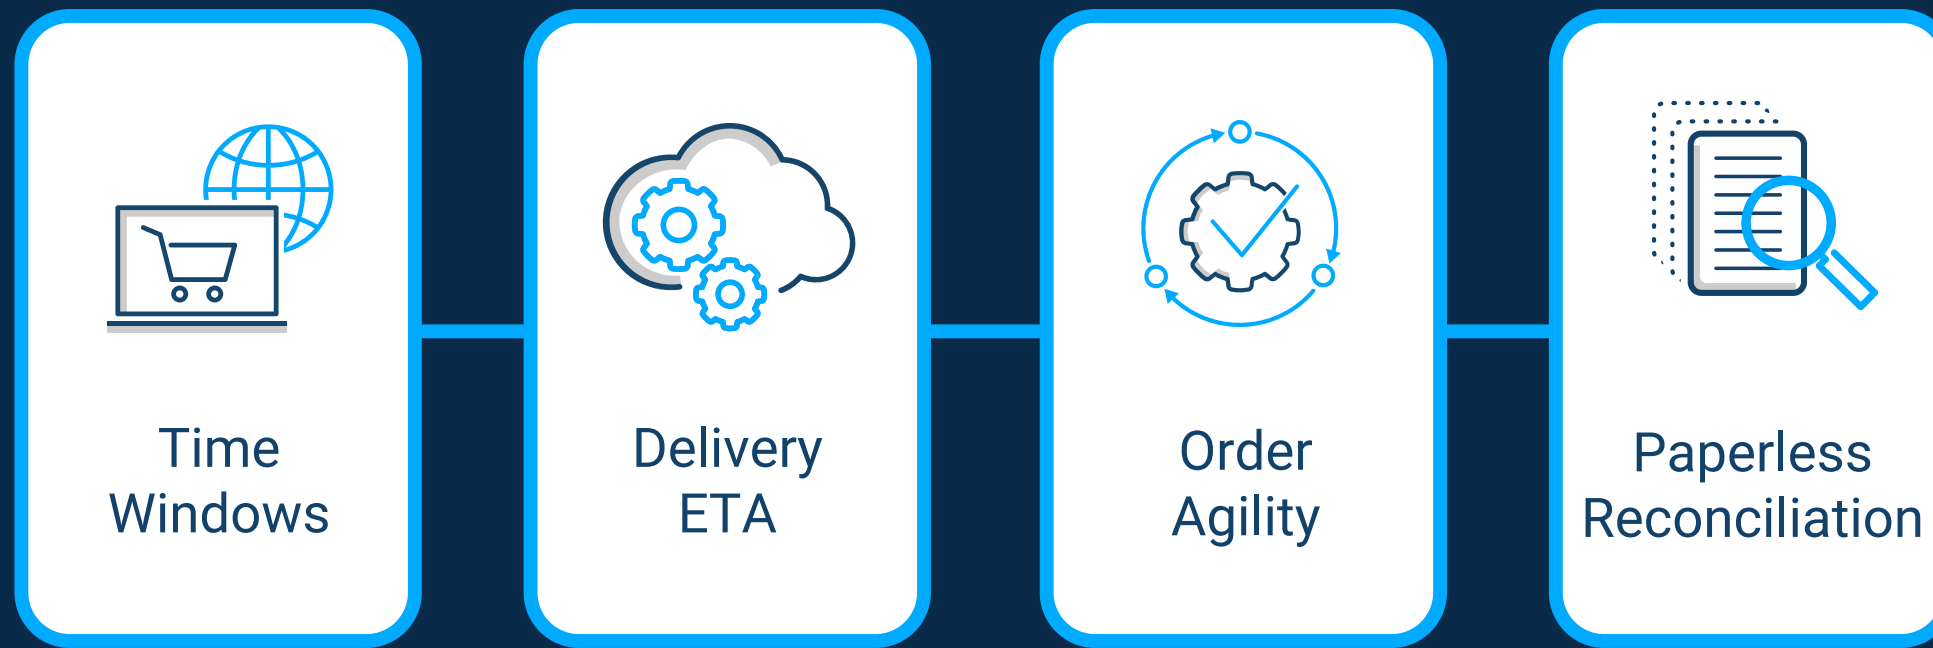 Time
Windows
Delivery
ETA
Order
Agility
Paperless
Reconciliation